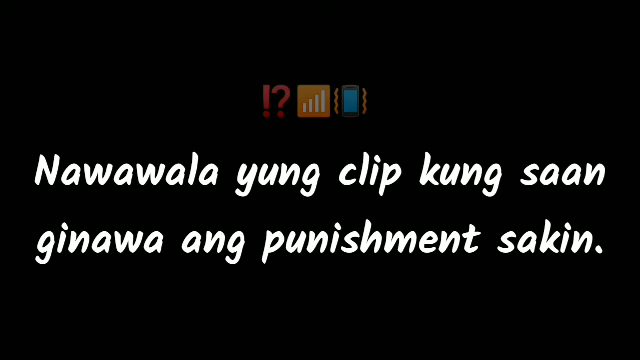 ⁉️📶📳
Nawawala yung clip kung saan
ginawa ang punishment sakin.